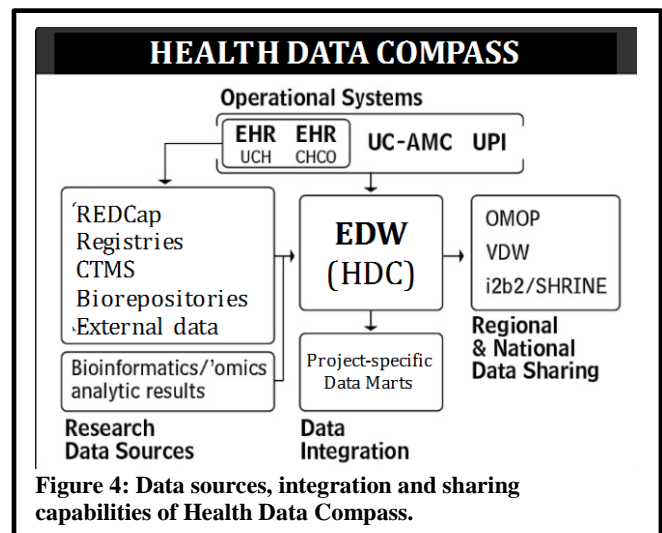 HEALTH DATA COMPASS
Operational Systems
EHR EHR UC-AMC UPI
UCH CHCO
REDCap
Registries
CTMS
Biorepositories
External data
Bioinformatics/'omics
analytic results
Research
Data Sources
EDW
(HDC)
Project-specific
Data Marts
Data
Integration
OMOP
VDW
i2b2/SHRINE
Regional
& National
Data Sharing
Figure 4: Data sources, integration and sharing
capabilities of Health Data Compass.